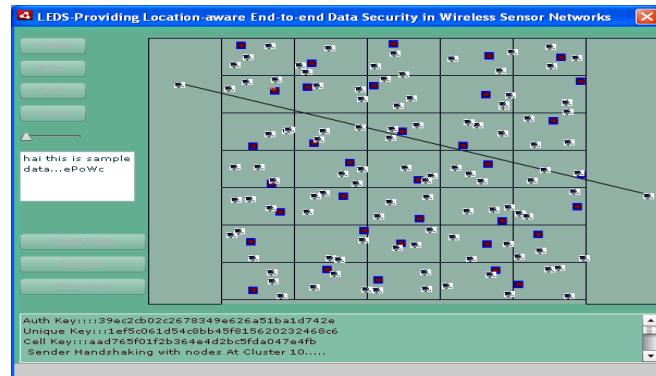 LEDS-Providing Location-aware End-to-end Data Security in Wireless Sensor Networks
hai this is sample
data...ePoWc
Auth Key::::39ec2cb02c2678349e626a51ba1d742e
Unique Key:::1ef5c061d54c8bb45f815620232468c6
Cell Key:::aad765f01f2b364e4d2bc5fda047e4fb
Sender Handshaking with nodes At Cluster 10.....